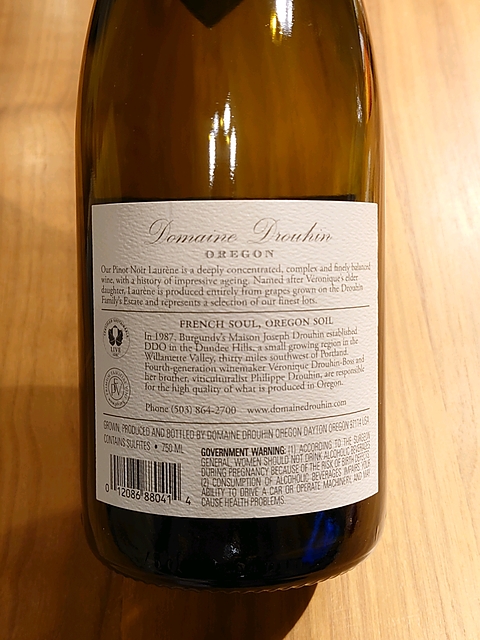 Domaine Drouhin
OREGON
Our Pinot Noir Laurène is a deeply concentrated, complex and finely balanced
wine, with a history of impressive ageing. Named after Véronique's elder
daughter, Laurène is produced entirely from grapes grown on the Drouhin
Family's Estate and represents a selection of our finest lots.
FRENCH SOUL, OREGON SOIL
In 1987, Burgundy's Maison Joseph Drouhin established
DDO in the Dundee Hills, a small growing region in the
Willamette Valley, thirty miles southwest of Portland.
Fourth-generation winemaker Véronique Drouhin-Boss and
her brother, viticulturalist Philippe Drouhin, are responsible
for the high quality of what is produced in Oregon.
LIVE
Phone (503) 864-2700 www.domainedrouhin.com
GROWN, PRODUCED AND BOTTLED BY DOMAINE DROUHIN OREGON DAYTON OREGON 97114 USA
CONTAINS SULFITES • 750 ML
GOVERNMENT WARNING: (1) ACCORDING TO THE SURGEON
GENERAL, WOMEN SHOULD NOT DRINK ALCOHOLIC BEVERAGES
DURING PREGNANCY BECAUSE OF THE RISK OF BIRTH DEFECTS.
(2) CONSUMPTION OF ALCOHOLIC BEVERAGES IMPAIRS YOUR
ABILITY TO DRIVE A CAR OR OPERATE MACHINERY, AND MAY
CAUSE HEALTH PROBLEMS.
0 12086 88041 4